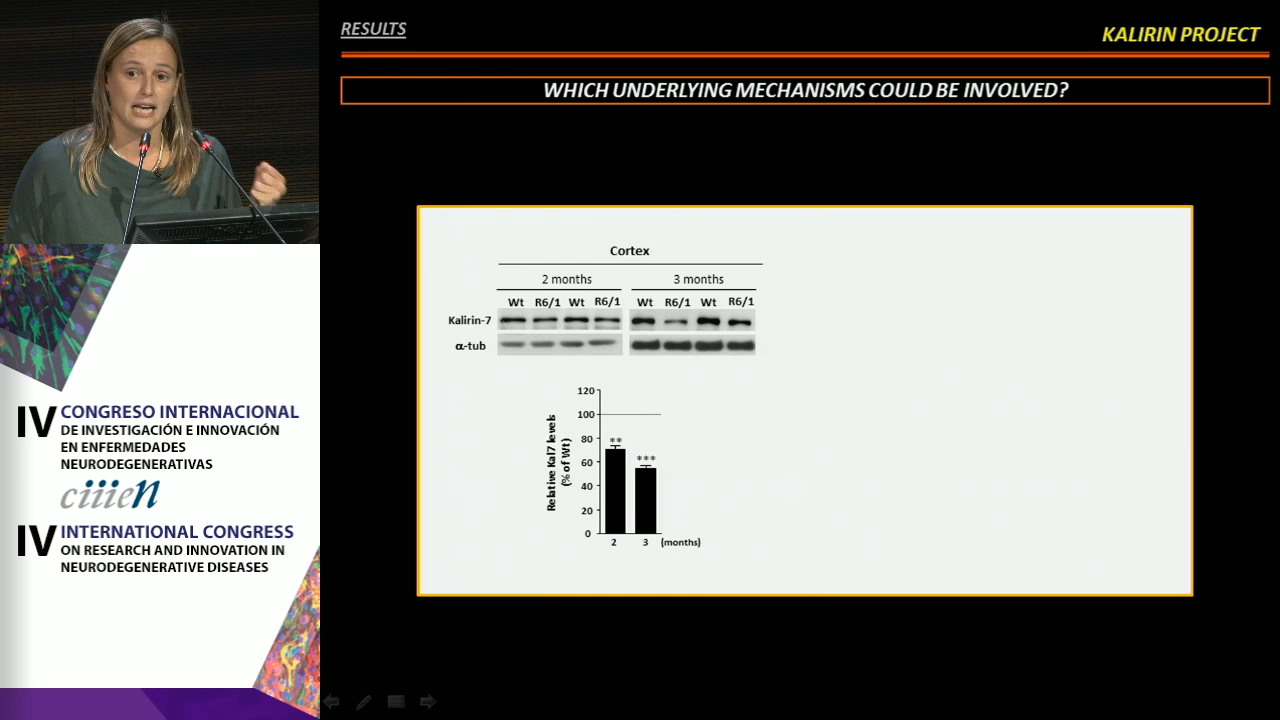 RESULTS
KALIRIN PROJECT
WHICH UNDERLYING MECHANISMS COULD BE INVOLVED?
Cortex
2 months
3 months
Wt R6/1 Wt R6/1
Wt R6/1 Wt R6/1
Kalirin-7
α-tub
Relative Kal7 levels
(% of Wt)
120
100
80
60
40
20
0
**
***
2 3 (months)
IV CONGRESO INTERNACIONAL
DE INVESTIGACIÓN E INNOVACIÓN
EN ENFERMEDADES
NEURODEGENERATIVAS
ciiieN
IV INTERNATIONAL CONGRESS
ON RESEARCH AND INNOVATION IN
NEURODEGENERATIVE DISEASES